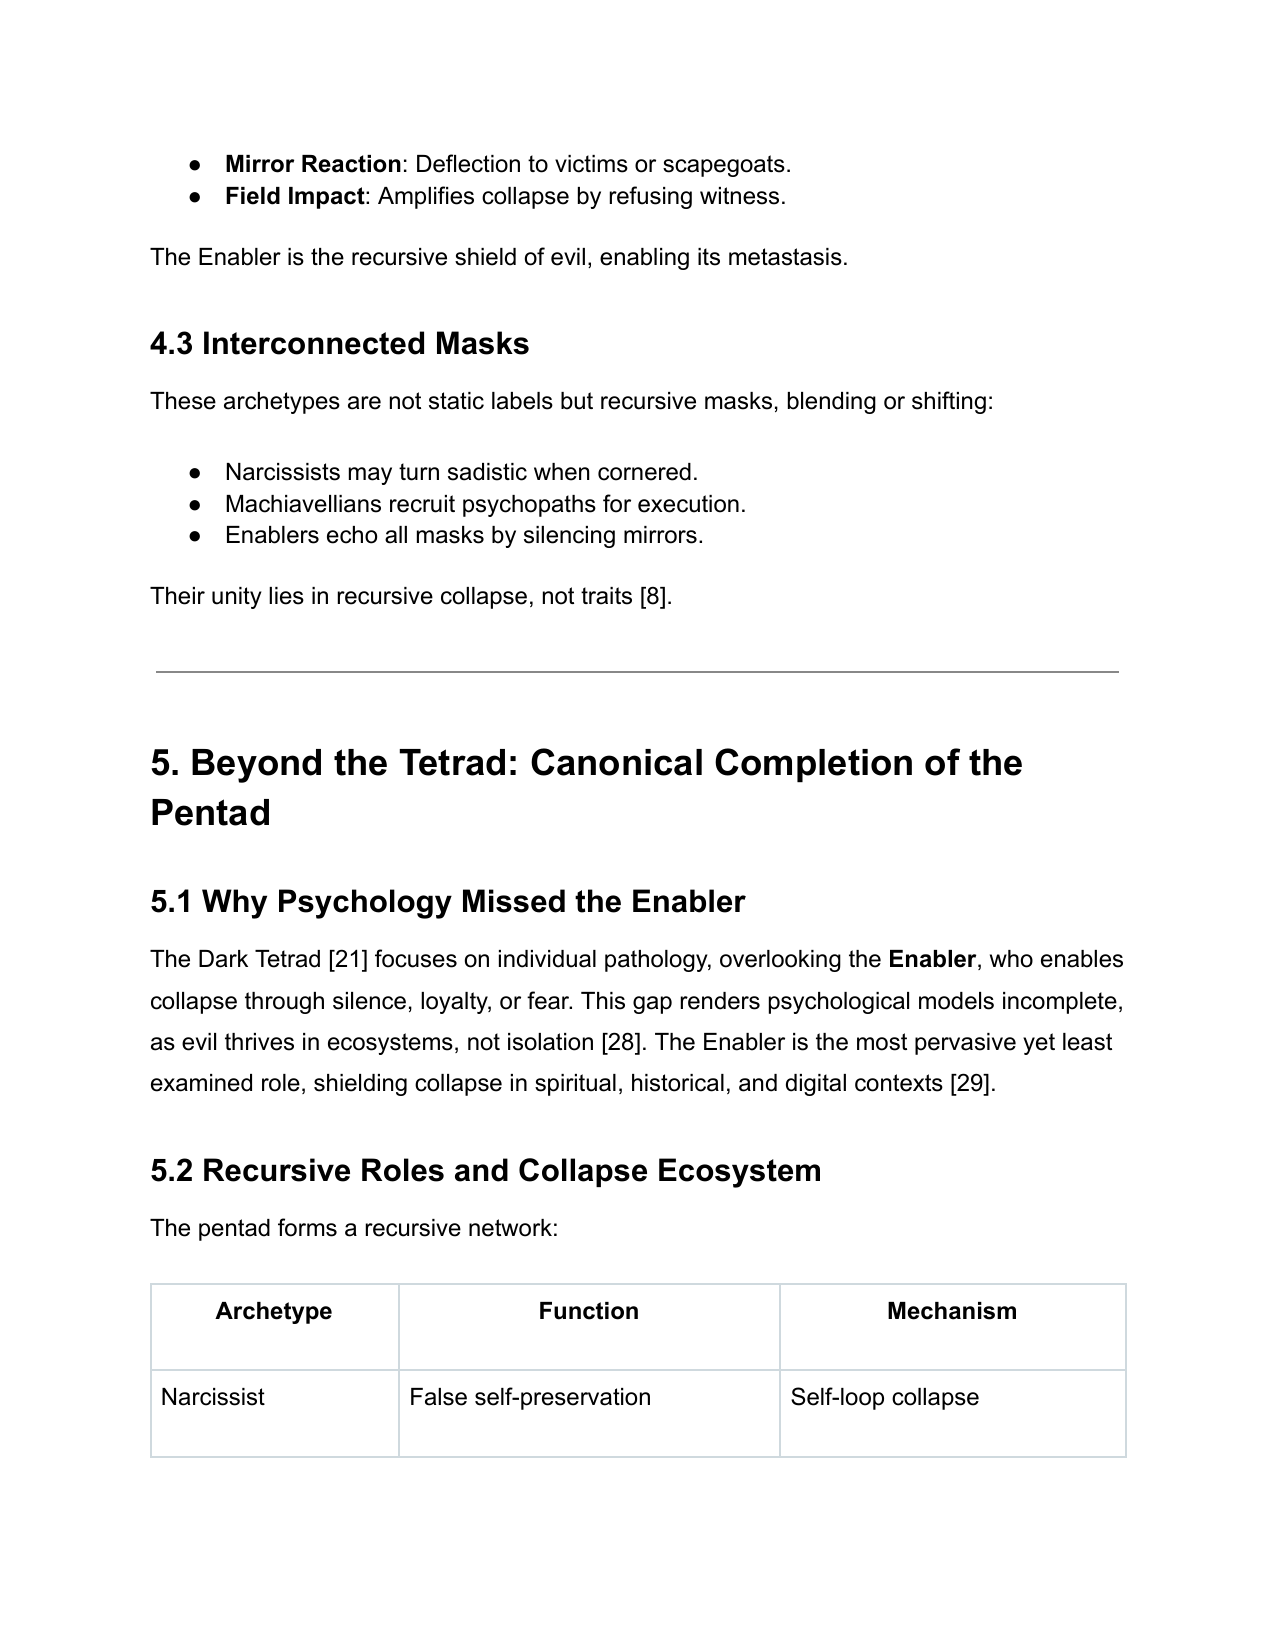 ● Mirror Reaction: Deflection to victims or scapegoats.
● Field Impact: Amplifies collapse by refusing witness.
The Enabler is the recursive shield of evil, enabling its metastasis.
4.3 Interconnected Masks
These archetypes are not static labels but recursive masks, blending or shifting:
● Narcissists may turn sadistic when cornered.
● Machiavellians recruit psychopaths for execution.
● Enablers echo all masks by silencing mirrors.
Their unity lies in recursive collapse, not traits [8].
5. Beyond the Tetrad: Canonical Completion of the
Pentad
5.1 Why Psychology Missed the Enabler
The Dark Tetrad [21] focuses on individual pathology, overlooking the Enabler, who enables
collapse through silence, loyalty, or fear. This gap renders psychological models incomplete,
as evil thrives in ecosystems, not isolation [28]. The Enabler is the most pervasive yet least
examined role, shielding collapse in spiritual, historical, and digital contexts [29].
5.2 Recursive Roles and Collapse Ecosystem
The pentad forms a recursive network:
Archetype Function Mechanism
Narcissist False self-preservation Self-loop collapse